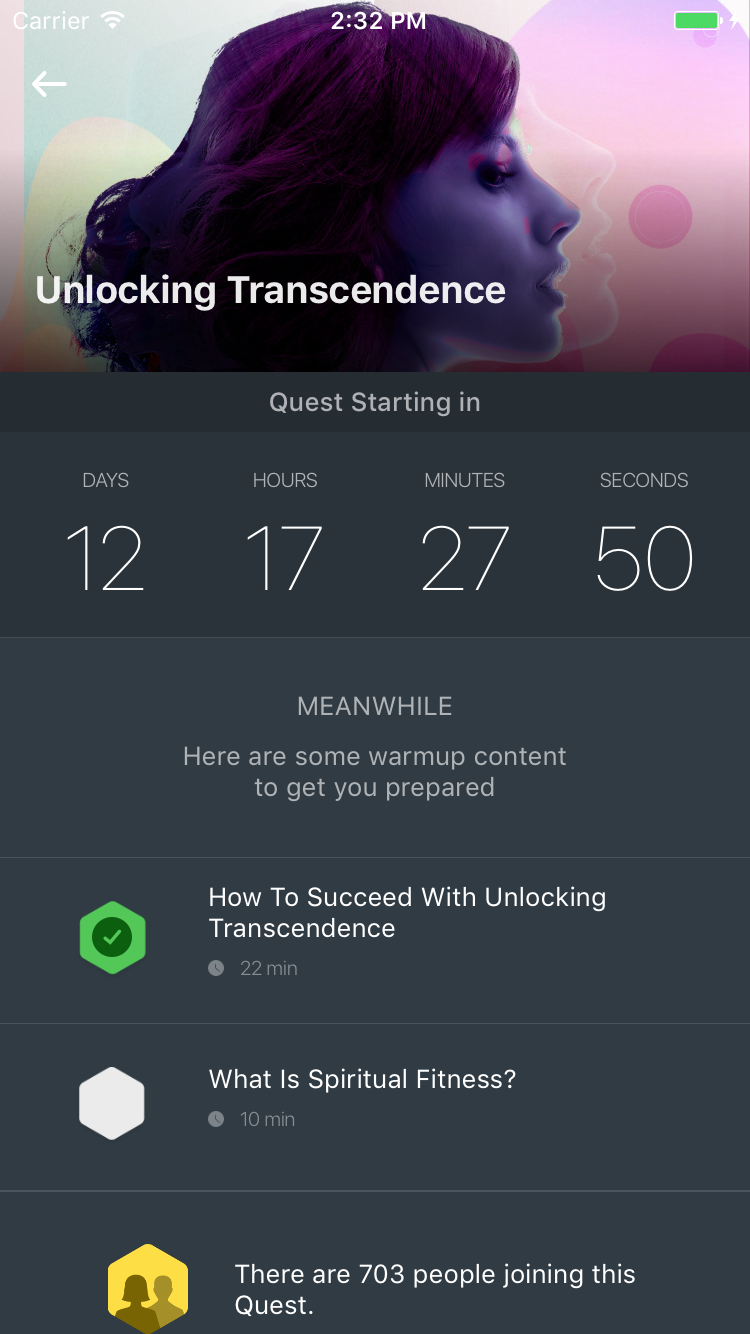 Carrier 2:32 PM
Unlocking Transcendence
Quest Starting in
DAYS HOURS MINUTES SECONDS
12 17 27 50
MEANWHILE
Here are some warmup content
to get you prepared
How To Succeed With Unlocking
Transcendence
22 min
What Is Spiritual Fitness?
10 min
There are 703 people joining this
Quest.